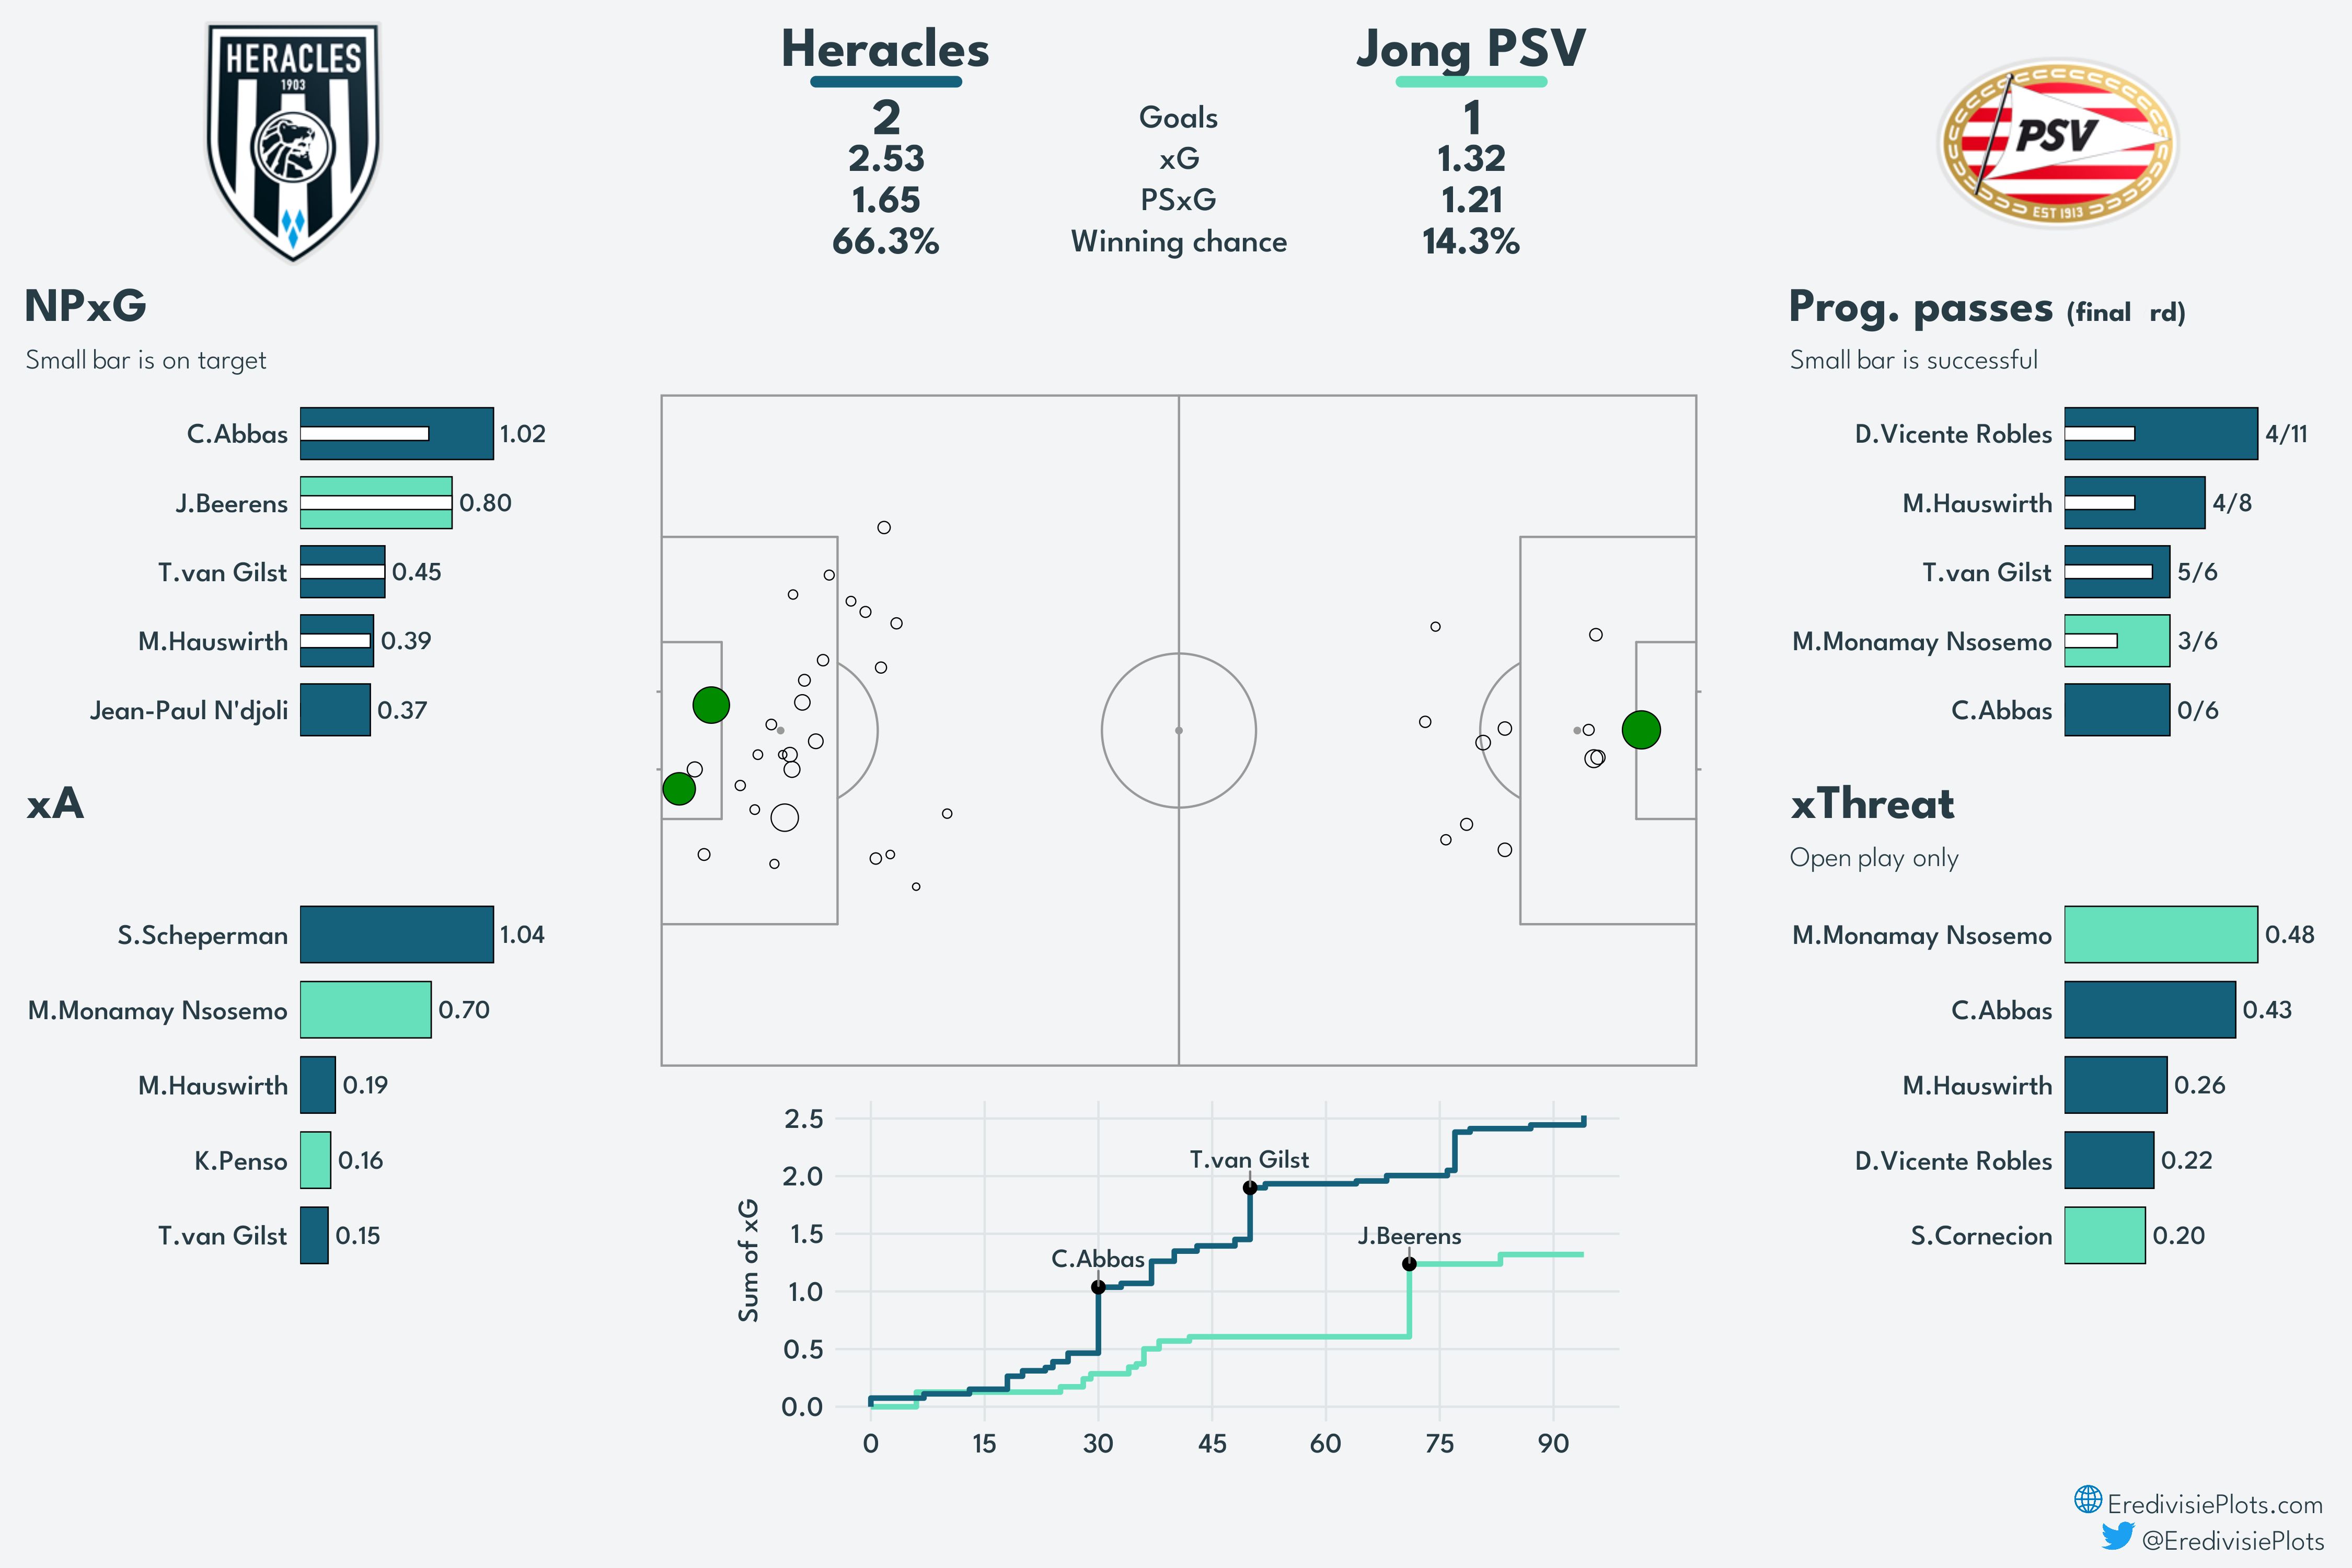 HERACLES
1903
Heracles
Jong PSV
2 Goals 1
2.53 xG 1.32
1.65 PSxG 1.21
66.3% Winning chance 14.3%
PSV
EST 1913
NPxG
Small bar is on target
C.Abbas 1.02
J.Beerens 0.80
T.van Gilst 0.45
M.Hauswirth 0.39
Jean-Paul N'djoli 0.37
xA
S.Scheperman 1.04
M.Monamay Nsosemo 0.70
M.Hauswirth 0.19
K.Penso 0.16
T.van Gilst 0.15
Prog. passes (final rd)
Small bar is successful
D.Vicente Robles 4/11
M.Hauswirth 4/8
T.van Gilst 5/6
M.Monamay Nsosemo 3/6
C.Abbas 0/6
xThreat
Open play only
M.Monamay Nsosemo 0.48
C.Abbas 0.43
M.Hauswirth 0.26
D.Vicente Robles 0.22
S.Cornecion 0.20
Sum of xG
2.5
2.0
1.5
1.0
0.5
0.0
T.van Gilst
J.Beerens
C.Abbas
0 15 30 45 60 75 90
EredivisiePlots.com
@EredivisiePlots